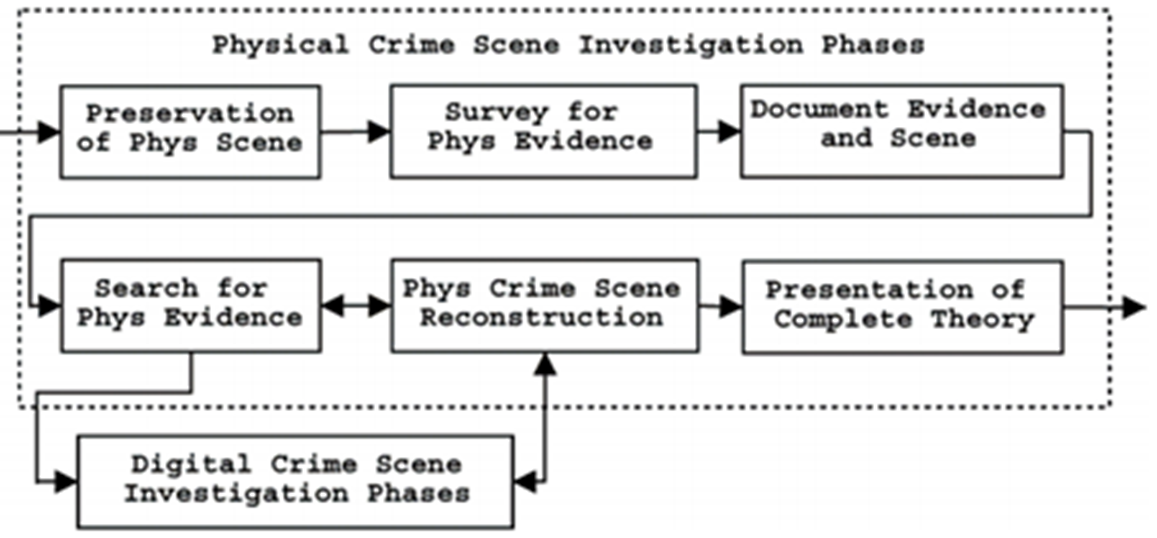 Physical Crime Scene Investigation Phases
Preservation
of Phys Scene
Survey for
Phys Evidence
Document Evidence
and Scene
Search for
Phys Evidence
Phys Crime Scene
Reconstruction
Presentation of
Complete Theory
Digital Crime Scene
Investigation Phases